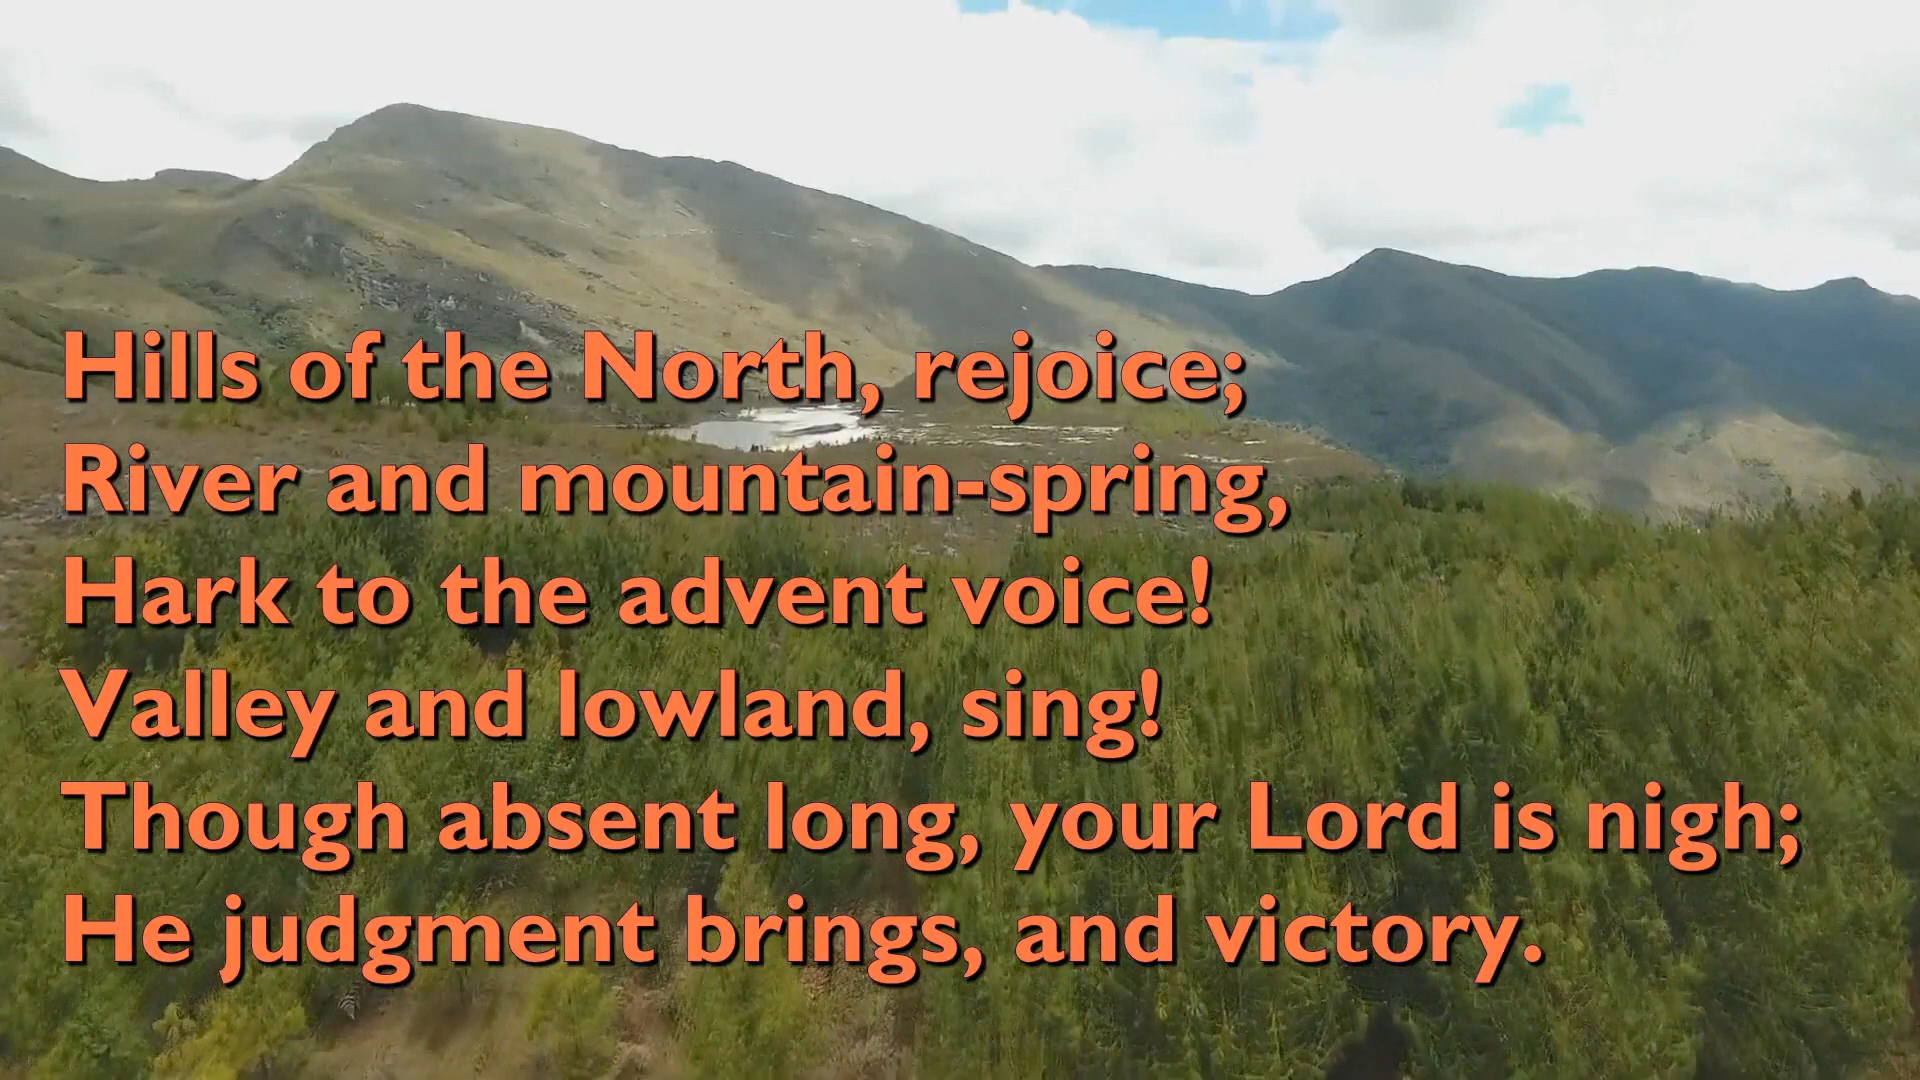 Hills of the North, rejoice;
River and mountain-spring,
Hark to the advent voice!
Valley and lowland, sing!
Though absent long, your Lord is nigh;
He judgment brings, and victory.